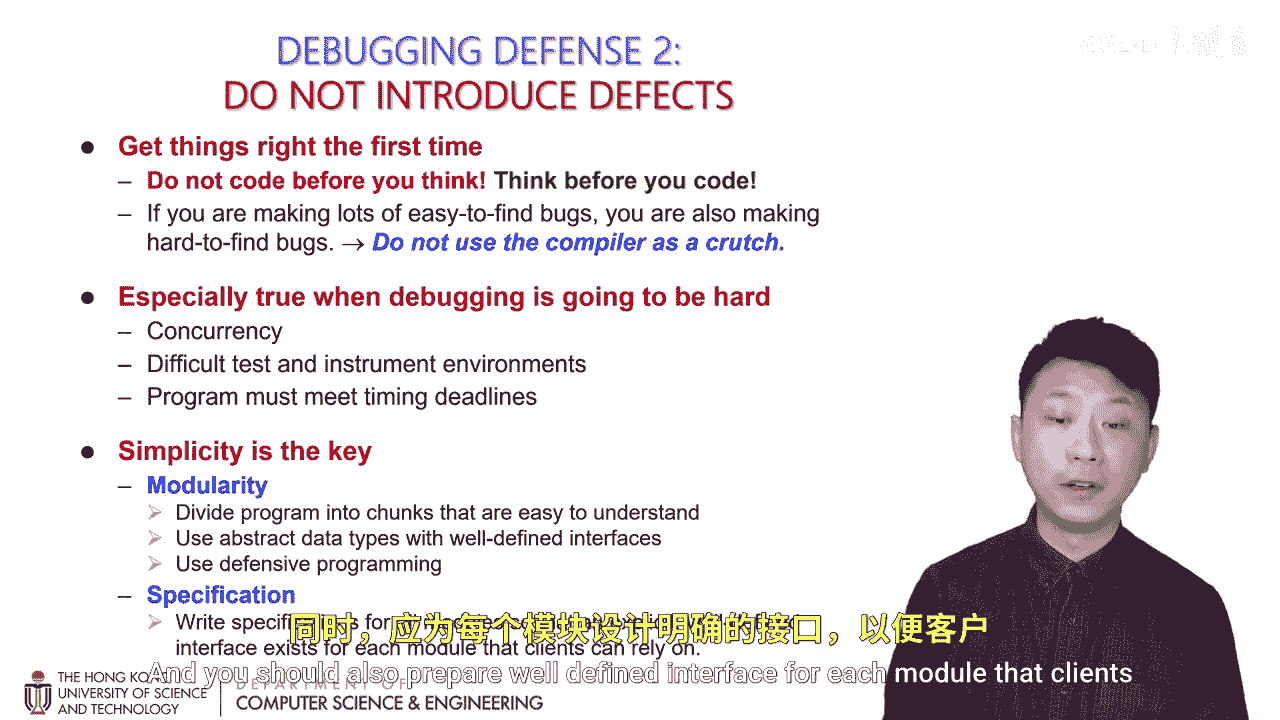 DEBUGGING DEFENSE 2:
DO NOT INTRODUCE DEFECTS
● Get things right the first time
– Do not code before you think! Think before you code!
– If you are making lots of easy-to-find bugs, you are also making
hard-to-find bugs. → Do not use the compiler as a crutch.
● Especially true when debugging is going to be hard
– Concurrency
– Difficult test and instrument environments
– Program must meet timing deadlines
● Simplicity is the key
– Modularity
➢ Divide program into chunks that are easy to understand
➢ Use abstract data types with well-defined interfaces
➢ Use defensive programming
– Specification
➢ Write specifications for
同时，应为每个模块设计明确的接口，以便客户
interface exists for each module that clients can rely on.
And you should also prepare well defined interface for each module that clients
THE HONG KONG
UNIVERSITY OF SCIENCE
AND TECHNOLOGY
DEPARTMENT OF
COMPUTER SCIENCE & ENGINEERING